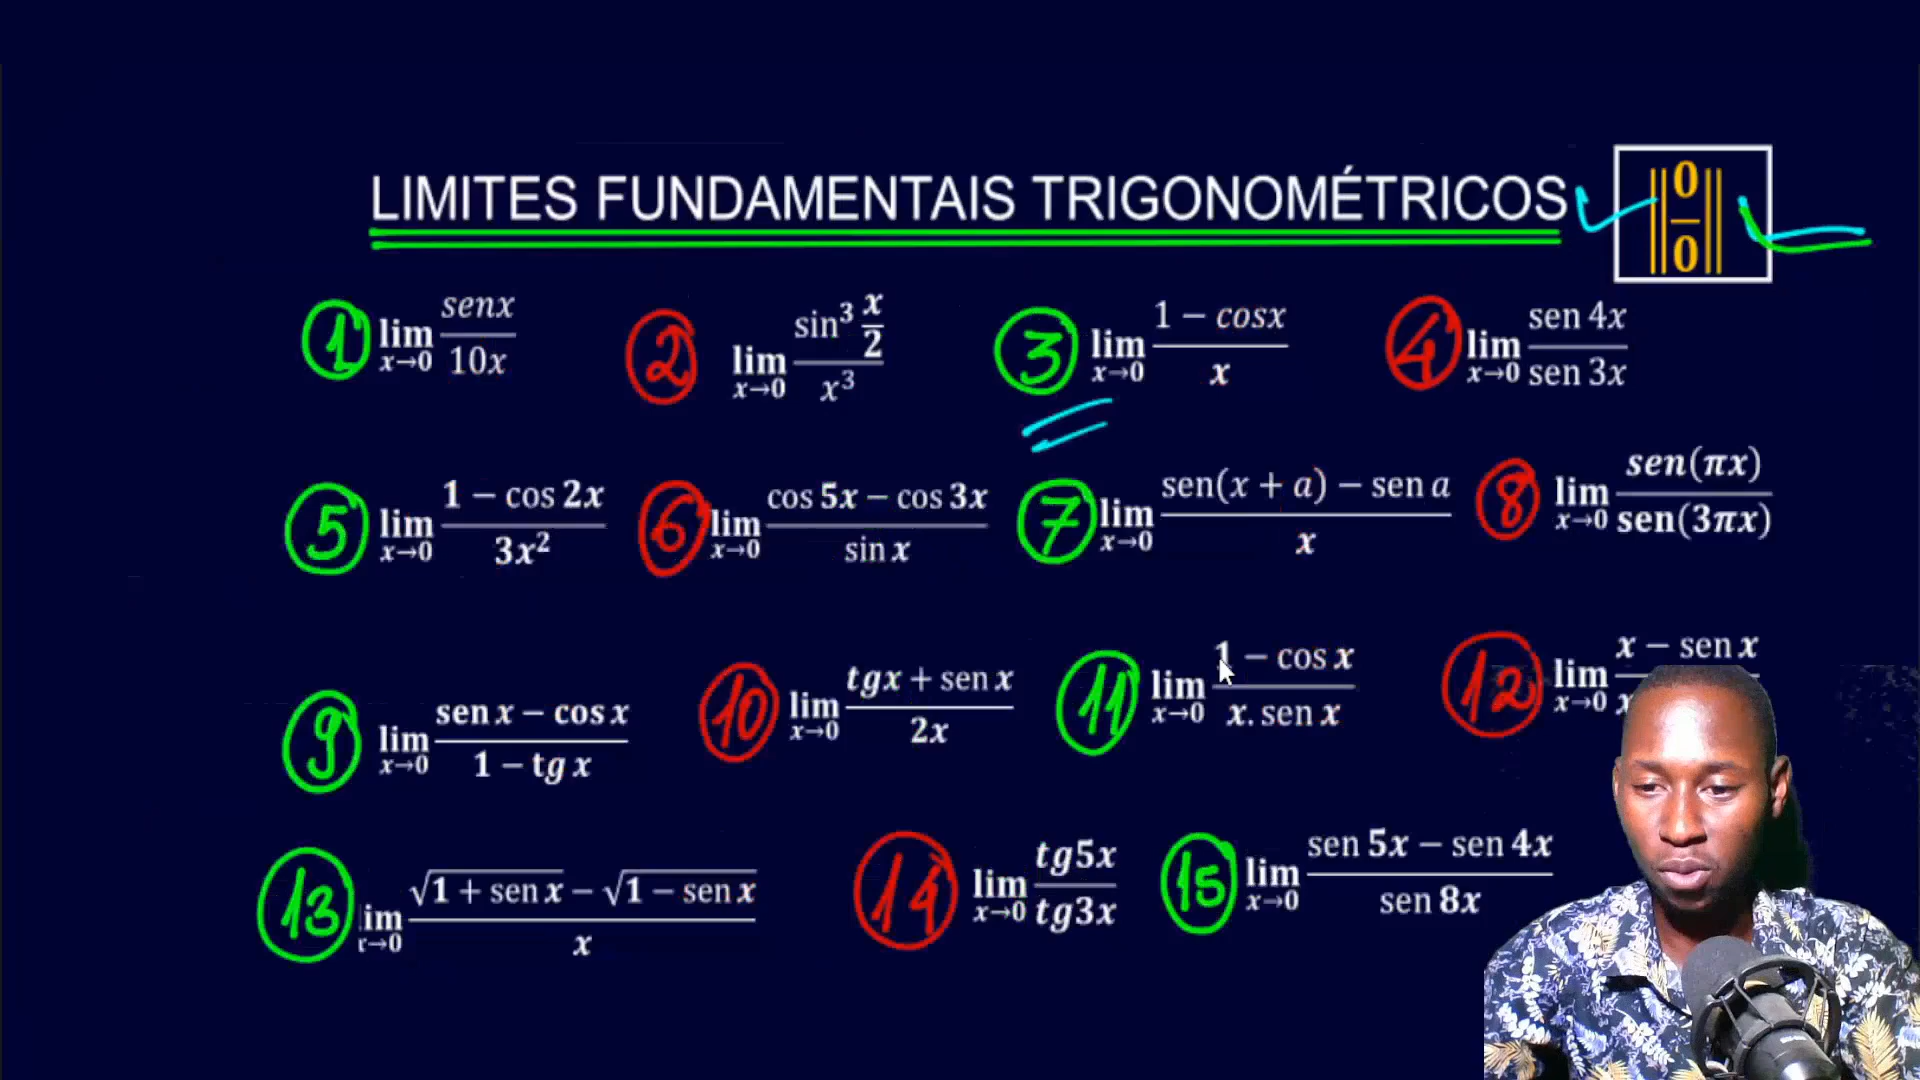 LIMITES FUNDAMENTAIS TRIGONOMÉTRICOS ||0/0||
1 lim x→0 senx/10x
2 lim x→0 sin³ x/2 / x³
3 lim x→0 1 − cosx / x
4 lim x→0 sen 4x / sen 3x
5 lim x→0 1 − cos 2x / 3x²
6 lim x→0 cos 5x − cos 3x / sin x
7 lim x→0 sen(x + a) − sen a / x
8 lim x→0 sen(πx) / sen(3πx)
9 lim x→0 sen x − cos x / 1 − tg x
10 lim x→0 tgx + sen x / 2x
11 lim x→0 1 − cos x / x. sen x
12 lim x→0 x − sen x
13 lim x→0 √1 + sen x − √1 − sen x / x
14 lim x→0 tg5x / tg3x
15 lim x→0 sen 5x − sen 4x / sen 8x